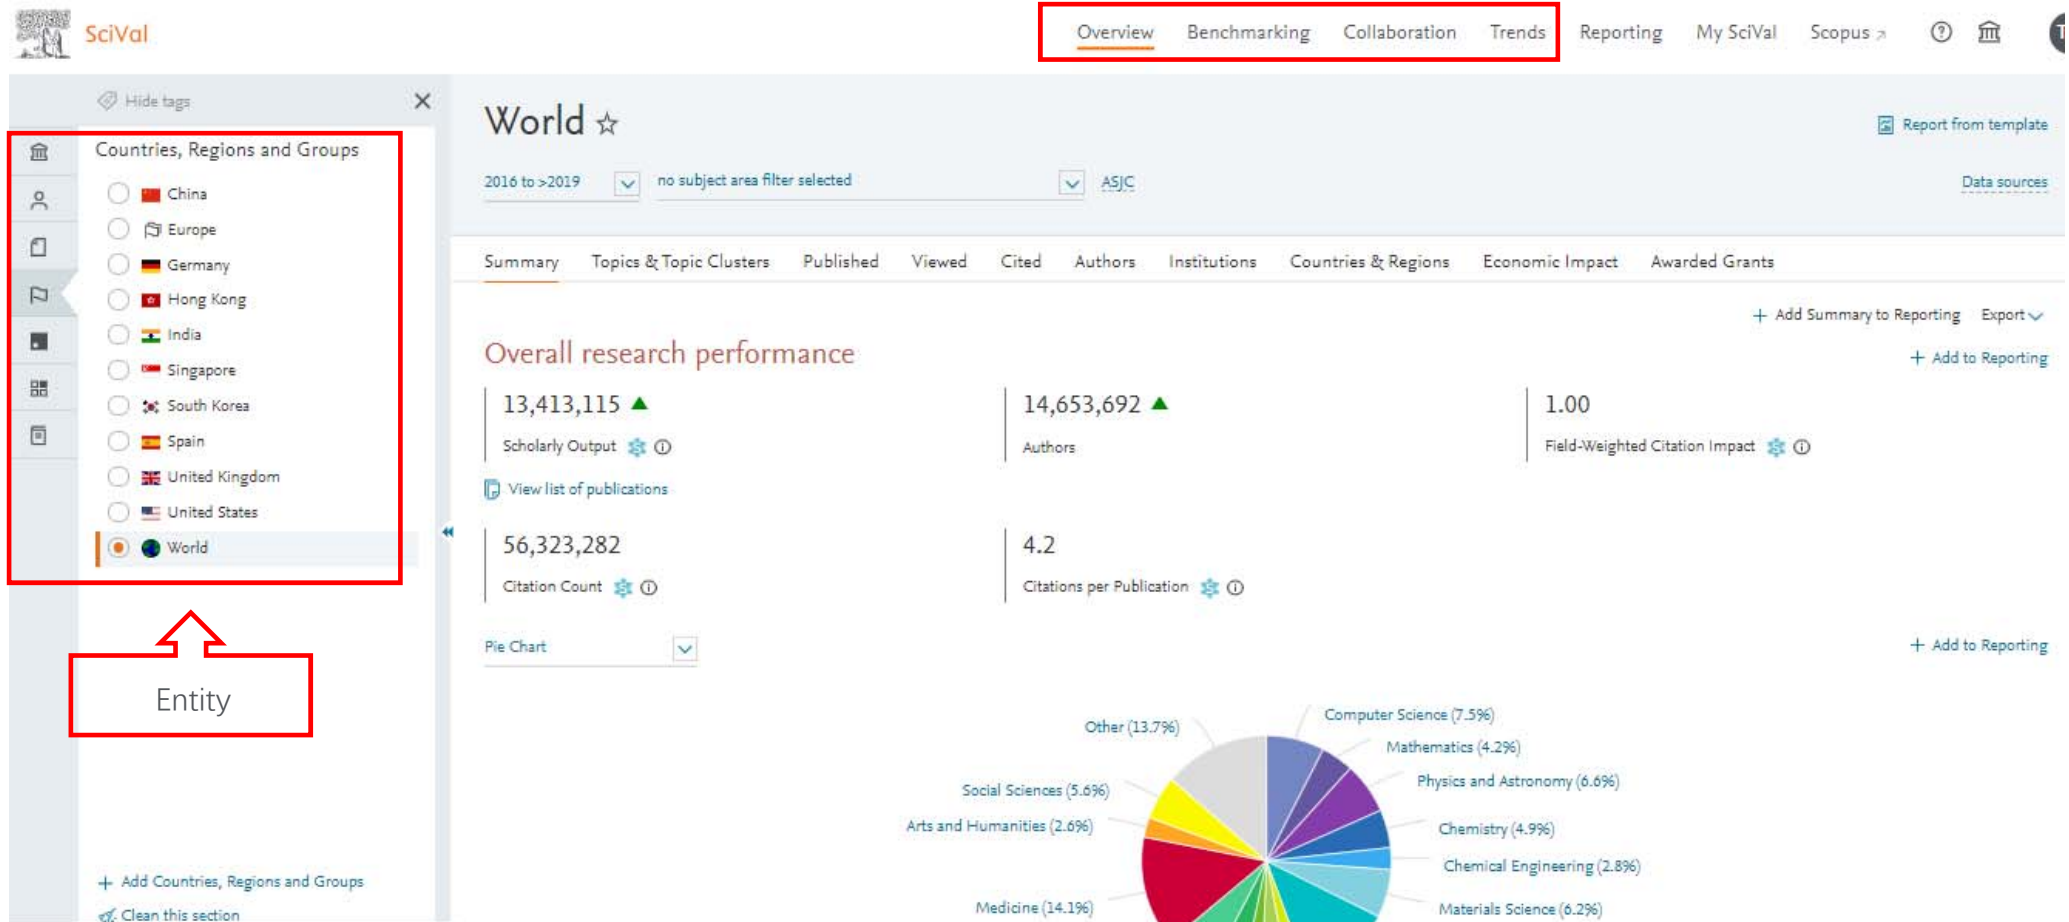 SciVal
Overview Benchmarking Collaboration Trends Reporting My SciVal Scopus
Hide tags
World
Report from template
Countries, Regions and Groups
2016 to >2019 no subject area filter selected ASJC Data sources
China
Europe
Germany
Hong Kong
India
Singapore
South Korea
Spain
United Kingdom
United States
World
Entity
+ Add Countries, Regions and Groups
Clean this section
Summary Topics & Topic Clusters Published Viewed Cited Authors Institutions Countries & Regions Economic Impact Awarded Grants
+ Add Summary to Reporting Export
Overall research performance
+ Add to Reporting
13,413,115 14,653,692 1.00
Scholarly Output Authors Field-Weighted Citation Impact
View list of publications
56,323,282 4.2
Citation Count Citations per Publication
Pie Chart
+ Add to Reporting
Other (13.7%)
Computer Science (7.5%)
Mathematics (4.2%)
Physics and Astronomy (6.6%)
Social Sciences (5.6%)
Arts and Humanities (2.6%)
Chemistry (4.9%)
Chemical Engineering (2.8%)
Medicine (14.1%)
Materials Science (6.2%)